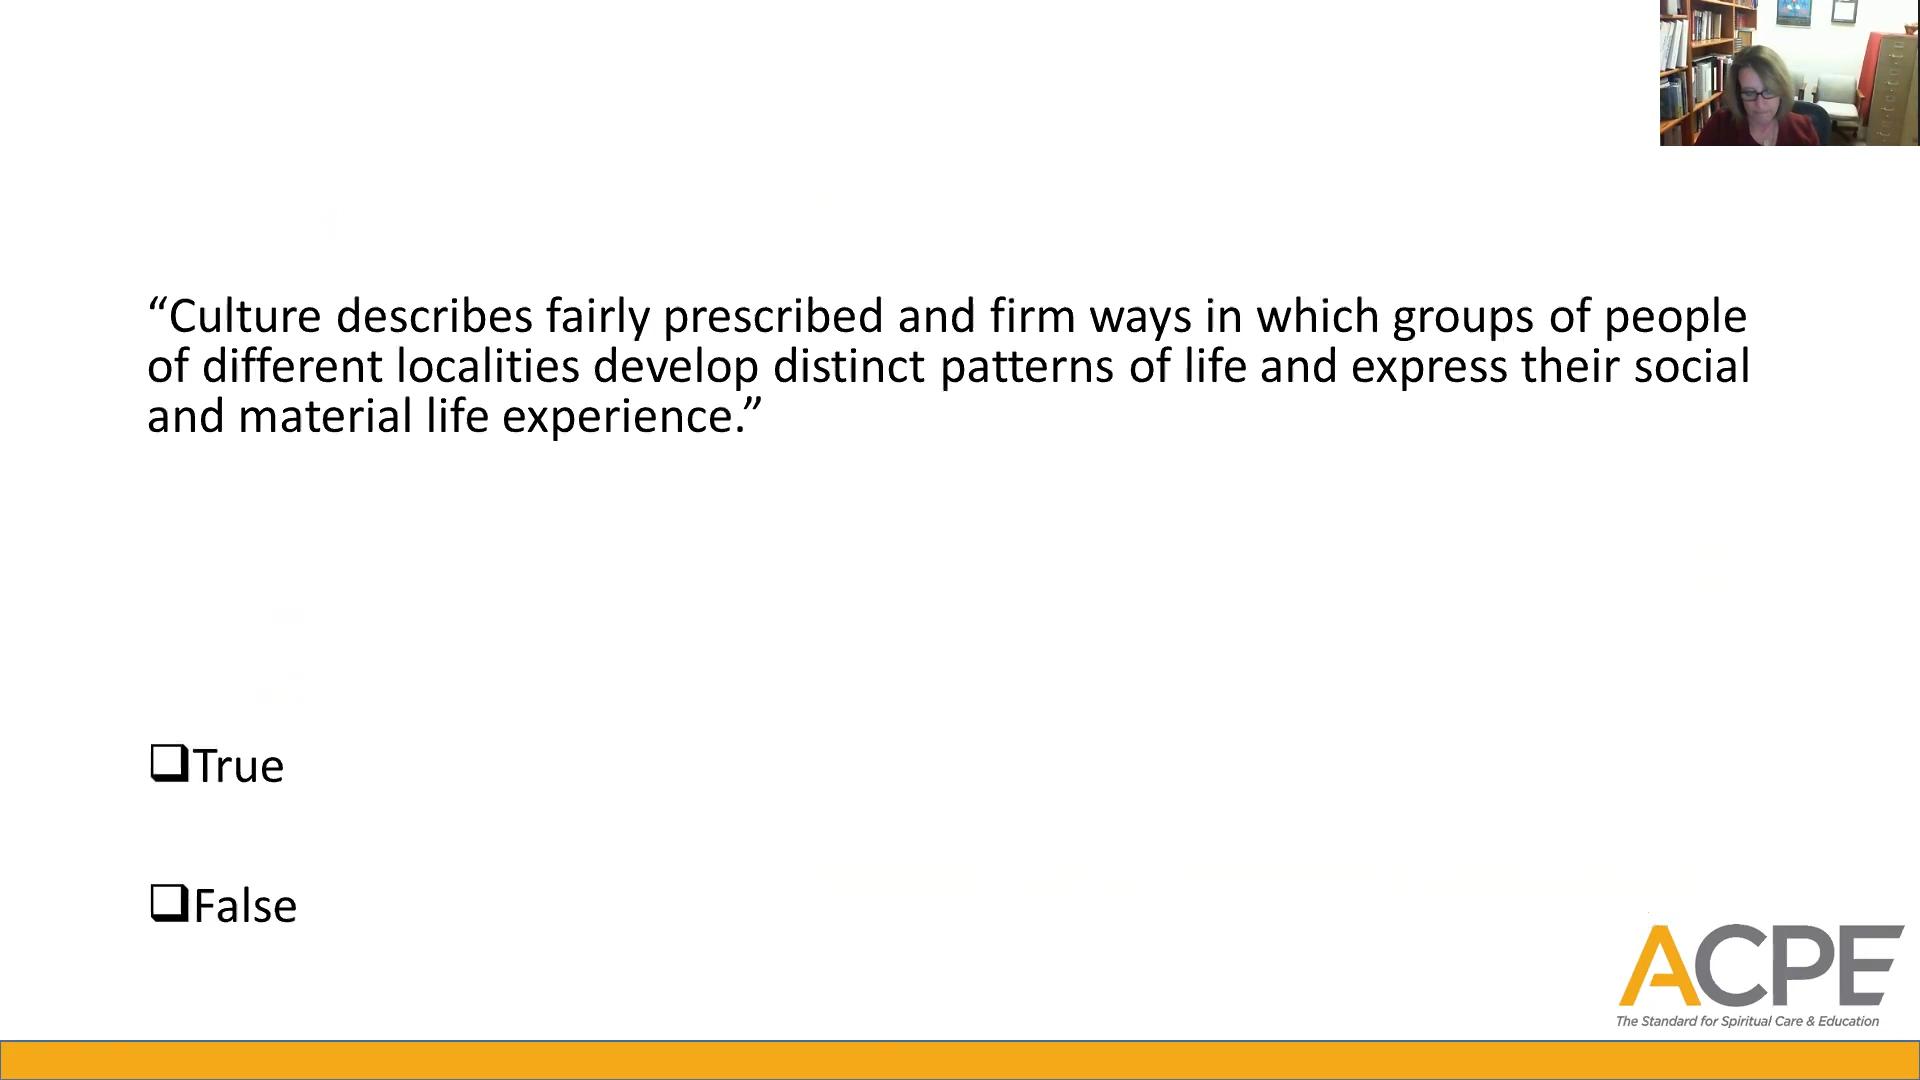 “Culture describes fairly prescribed and firm ways in which groups of people
of different localities develop distinct patterns of life and express their social
and material life experience.”
❑True
❑False
ACPE
The Standard for Spiritual Care & Education